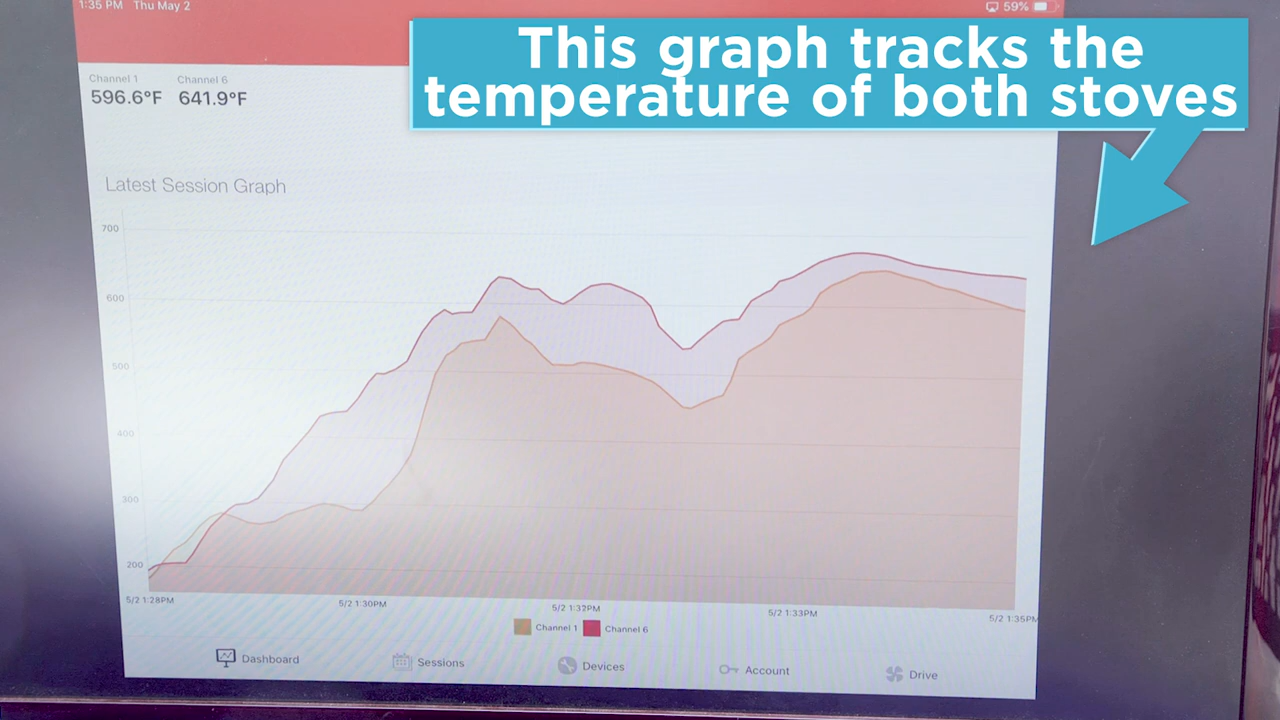 1:35 PM Thu May 2
59%
This graph tracks the
temperature of both stoves
Channel 1 Channel 6
596.6°F 641.9°F
Latest Session Graph
700
600
500
400
300
200
5/2 1:28PM 5/2 1:30PM 5/2 1:32PM 5/2 1:33PM 5/2 1:35PM
Channel 1 Channel 6
Dashboard Sessions Devices Account Drive